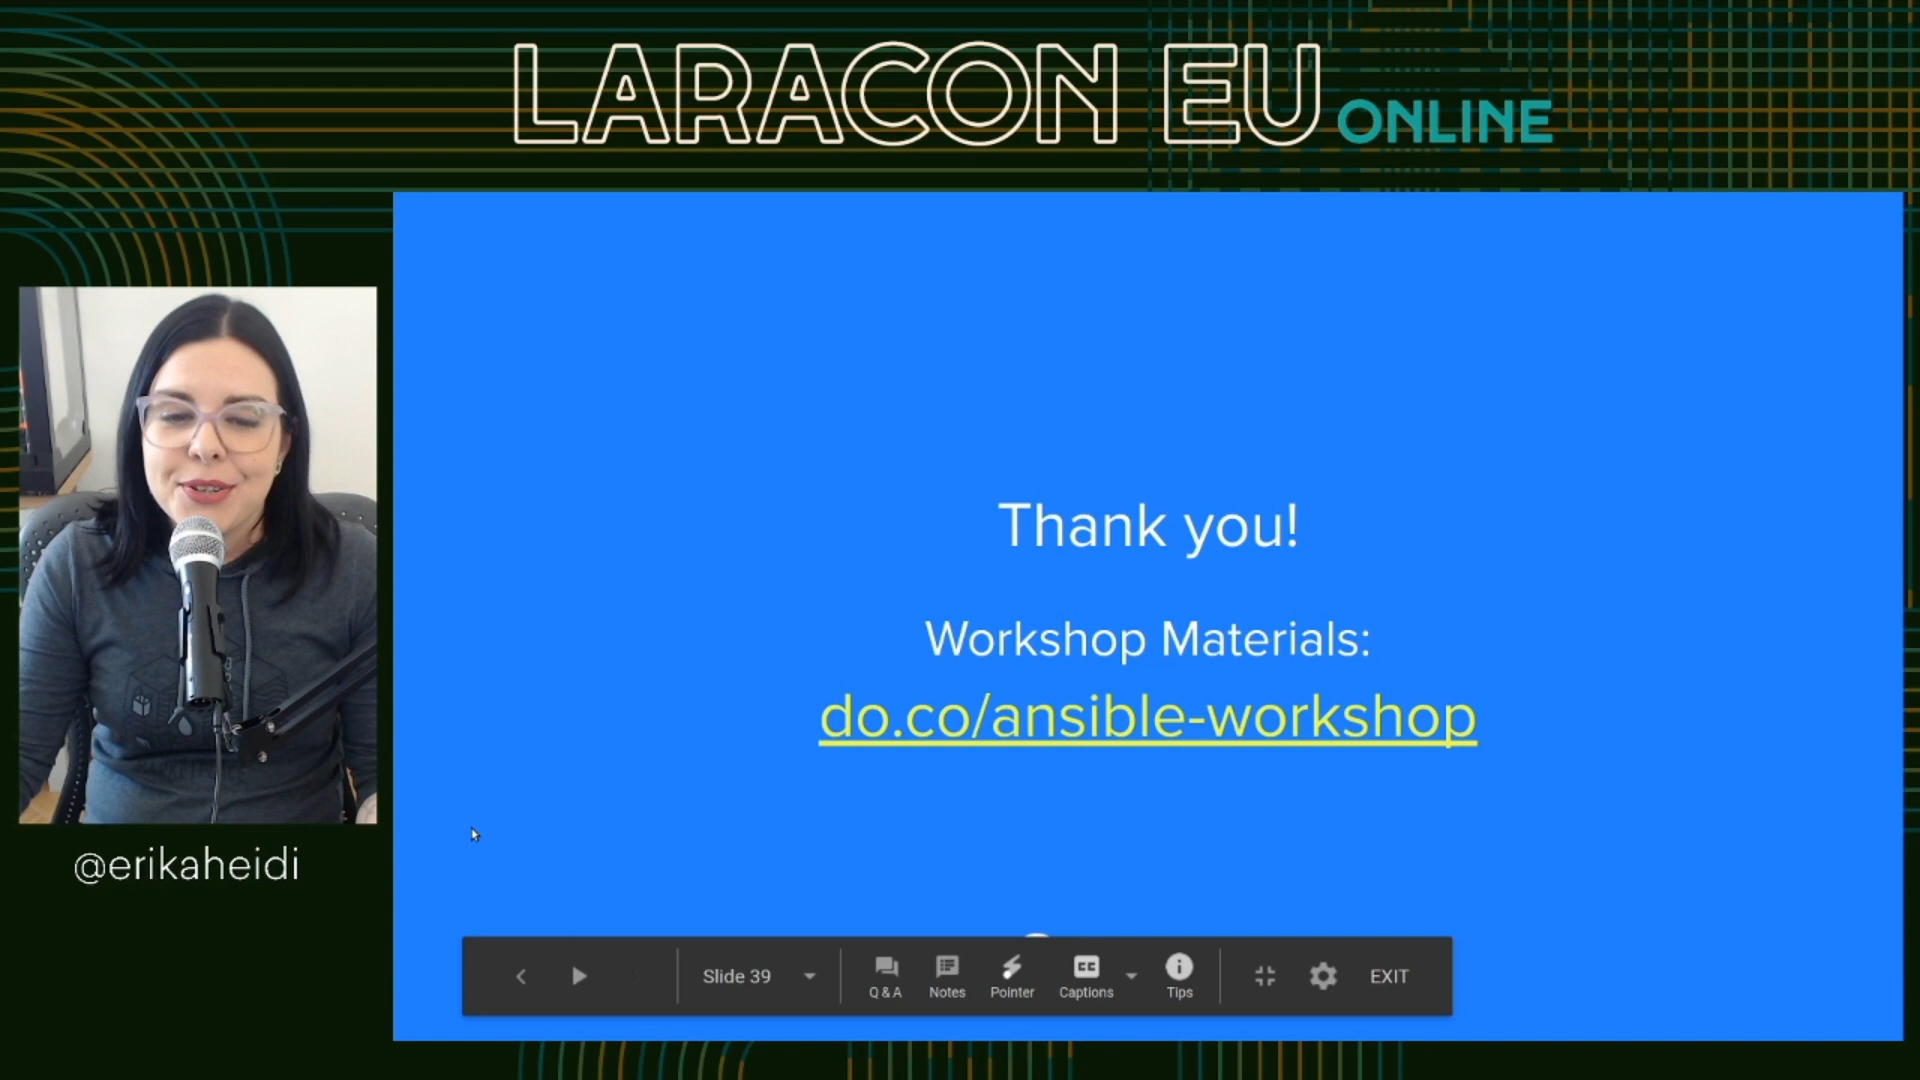 LARACON EU ONLINE
Thank you!
Workshop Materials:
do.co/ansible-workshop
@erikaheidi
Slide 39
Q & A
Notes
Pointer
Captions
Tips
EXIT